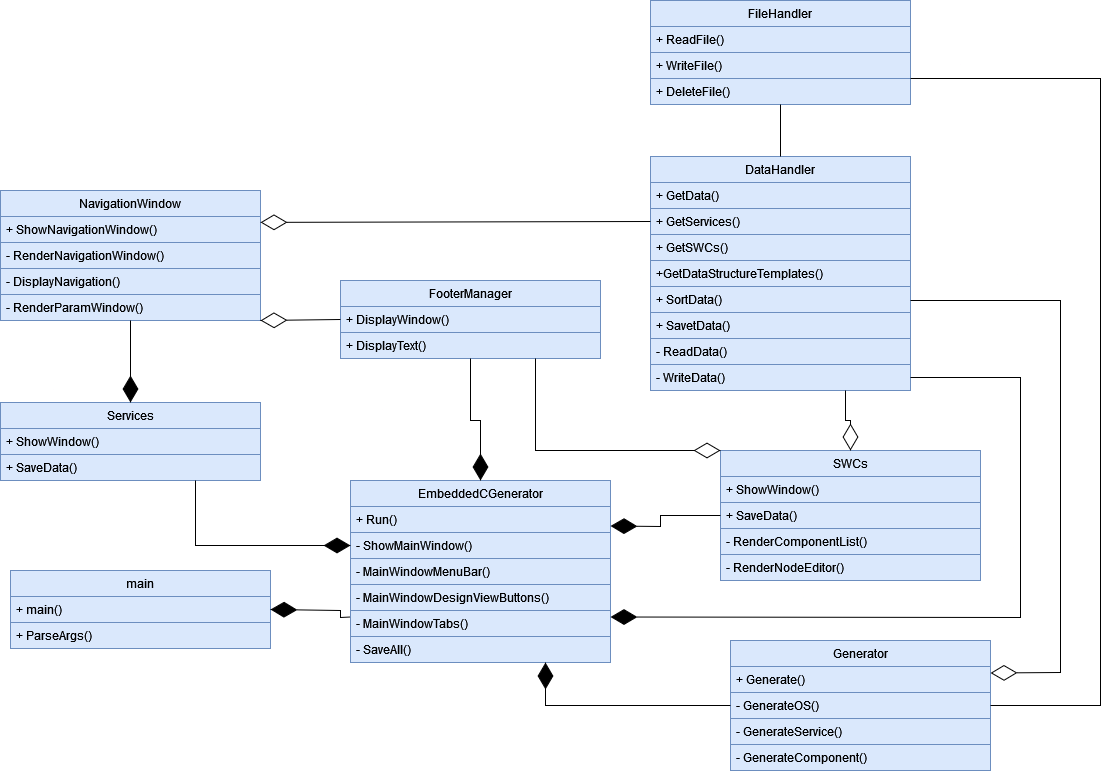 FileHandler
+ ReadFile()
+ WriteFile()
+ DeleteFile()
DataHandler
+ GetData()
+ GetServices()
+ GetSWCs()
+GetDataStructureTemplates()
+ SortData()
+ SavetData()
- ReadData()
- WriteData()
NavigationWindow
+ ShowNavigationWindow()
- RenderNavigationWindow()
- DisplayNavigation()
- RenderParamWindow()
FooterManager
+ DisplayWindow()
+ DisplayText()
Services
+ ShowWindow()
+ SaveData()
SWCs
+ ShowWindow()
+ SaveData()
- RenderComponentList()
- RenderNodeEditor()
EmbeddedCGenerator
+ Run()
- ShowMainWindow()
- MainWindowMenuBar()
- MainWindowDesignViewButtons()
- MainWindowTabs()
- SaveAll()
main
+ main()
+ ParseArgs()
Generator
+ Generate()
- GenerateOS()
- GenerateService()
- GenerateComponent()